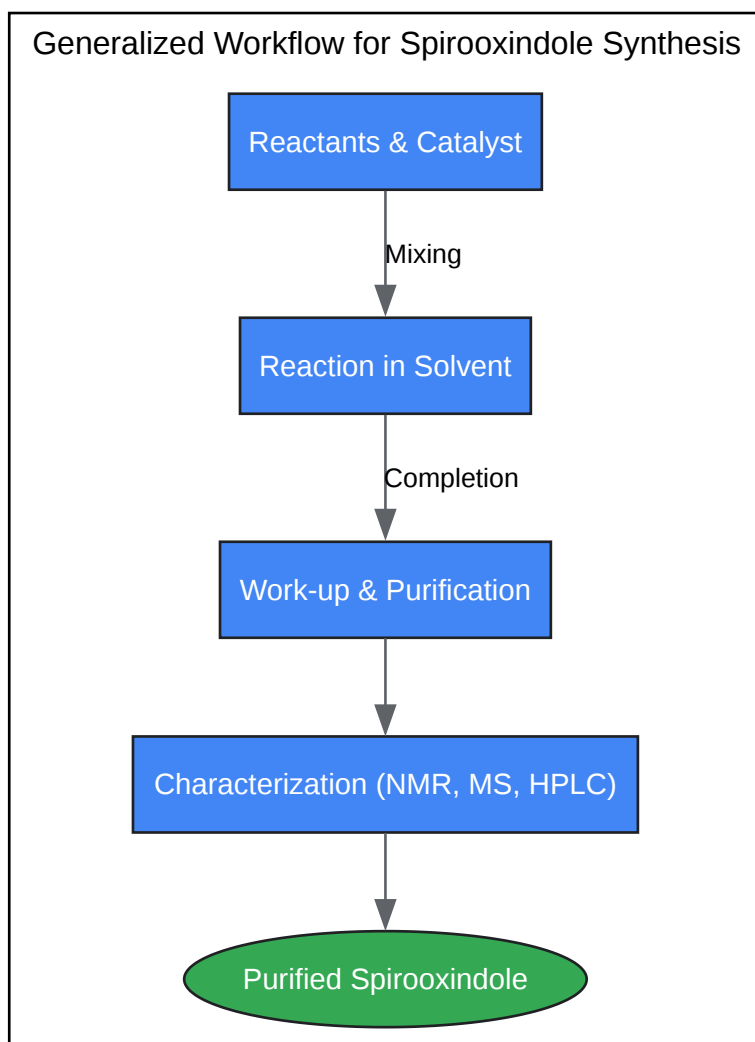 Generalized Workflow for Spirooxindole Synthesis
Reactants & Catalyst
Mixing
Reaction in Solvent
Completion
Work-up & Purification
Characterization (NMR, MS, HPLC)
Purified Spirooxindole